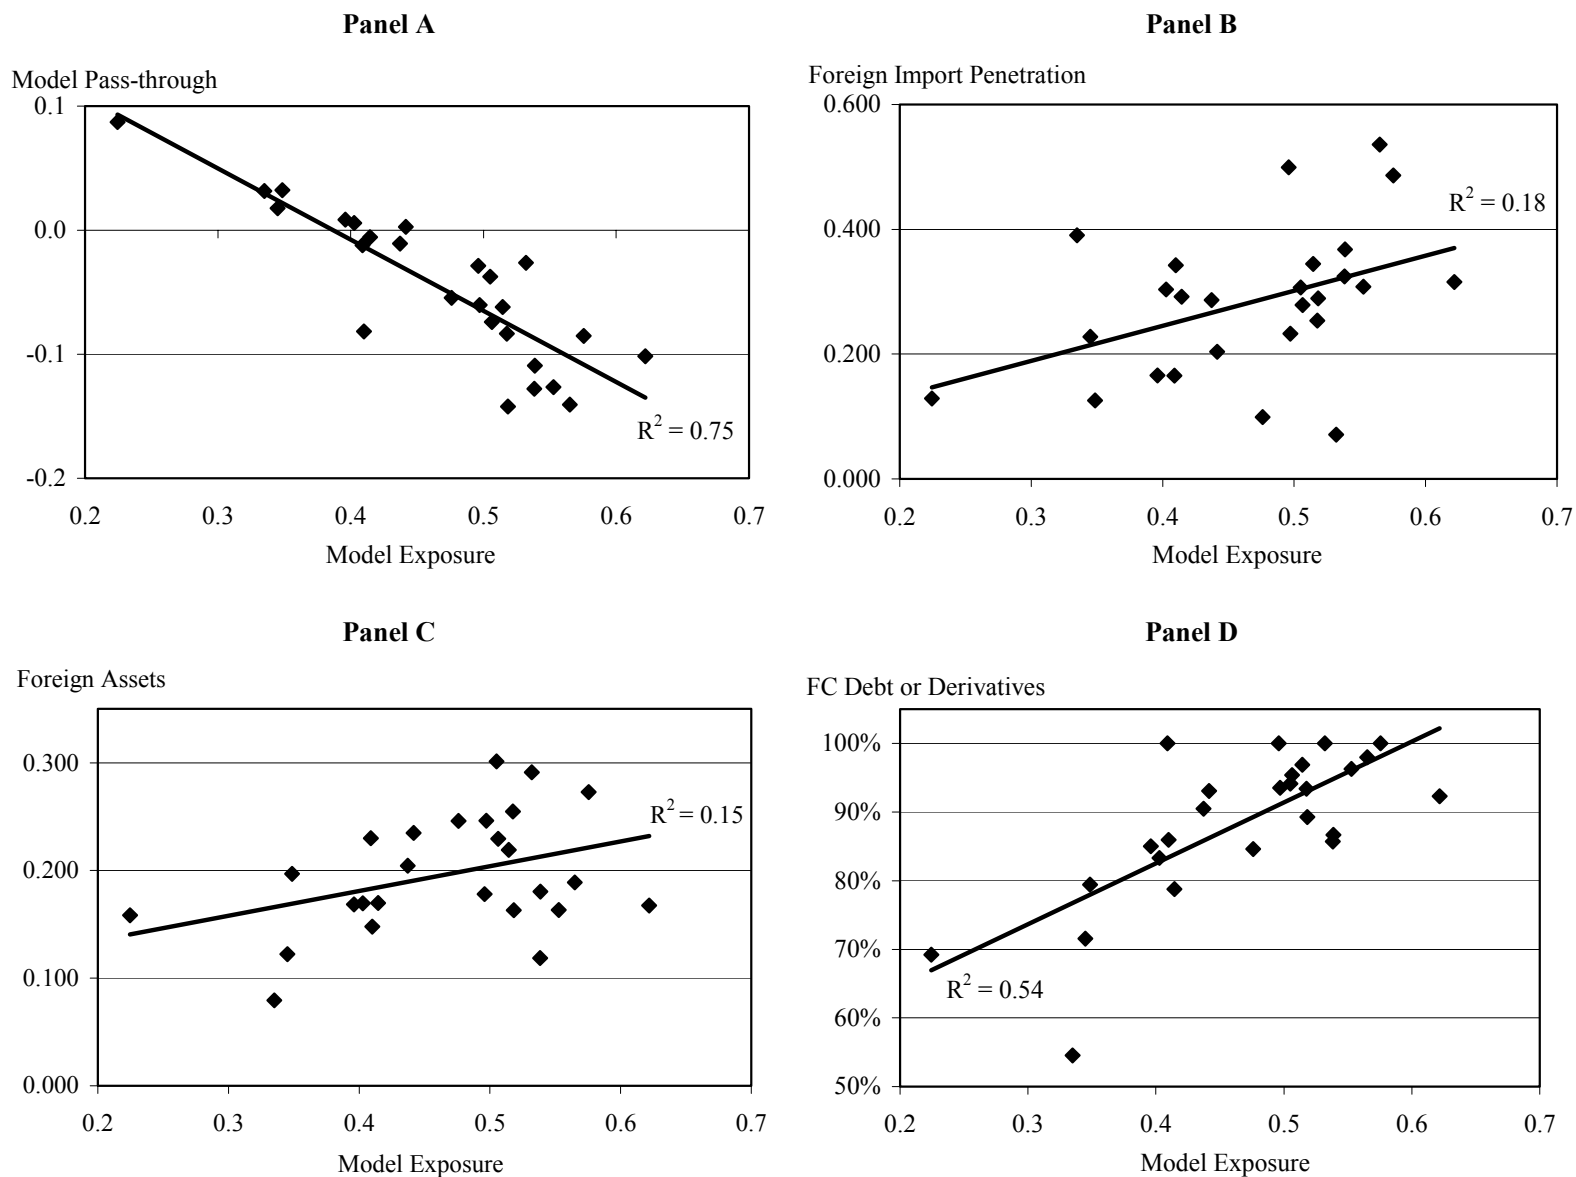 Panel A
Model Pass-through
0.1
0.0
-0.1
-0.2
0.2 0.3 0.4 0.5 0.6 0.7
Model Exposure
R² = 0.75
Panel B
Foreign Import Penetration
0.600
0.400
0.200
0.000
0.2 0.3 0.4 0.5 0.6 0.7
Model Exposure
R² = 0.18
Panel C
Foreign Assets
0.300
0.200
0.100
0.000
0.2 0.3 0.4 0.5 0.6 0.7
Model Exposure
R² = 0.15
Panel D
FC Debt or Derivatives
100%
90%
80%
70%
60%
50%
0.2 0.3 0.4 0.5 0.6 0.7
Model Exposure
R² = 0.54